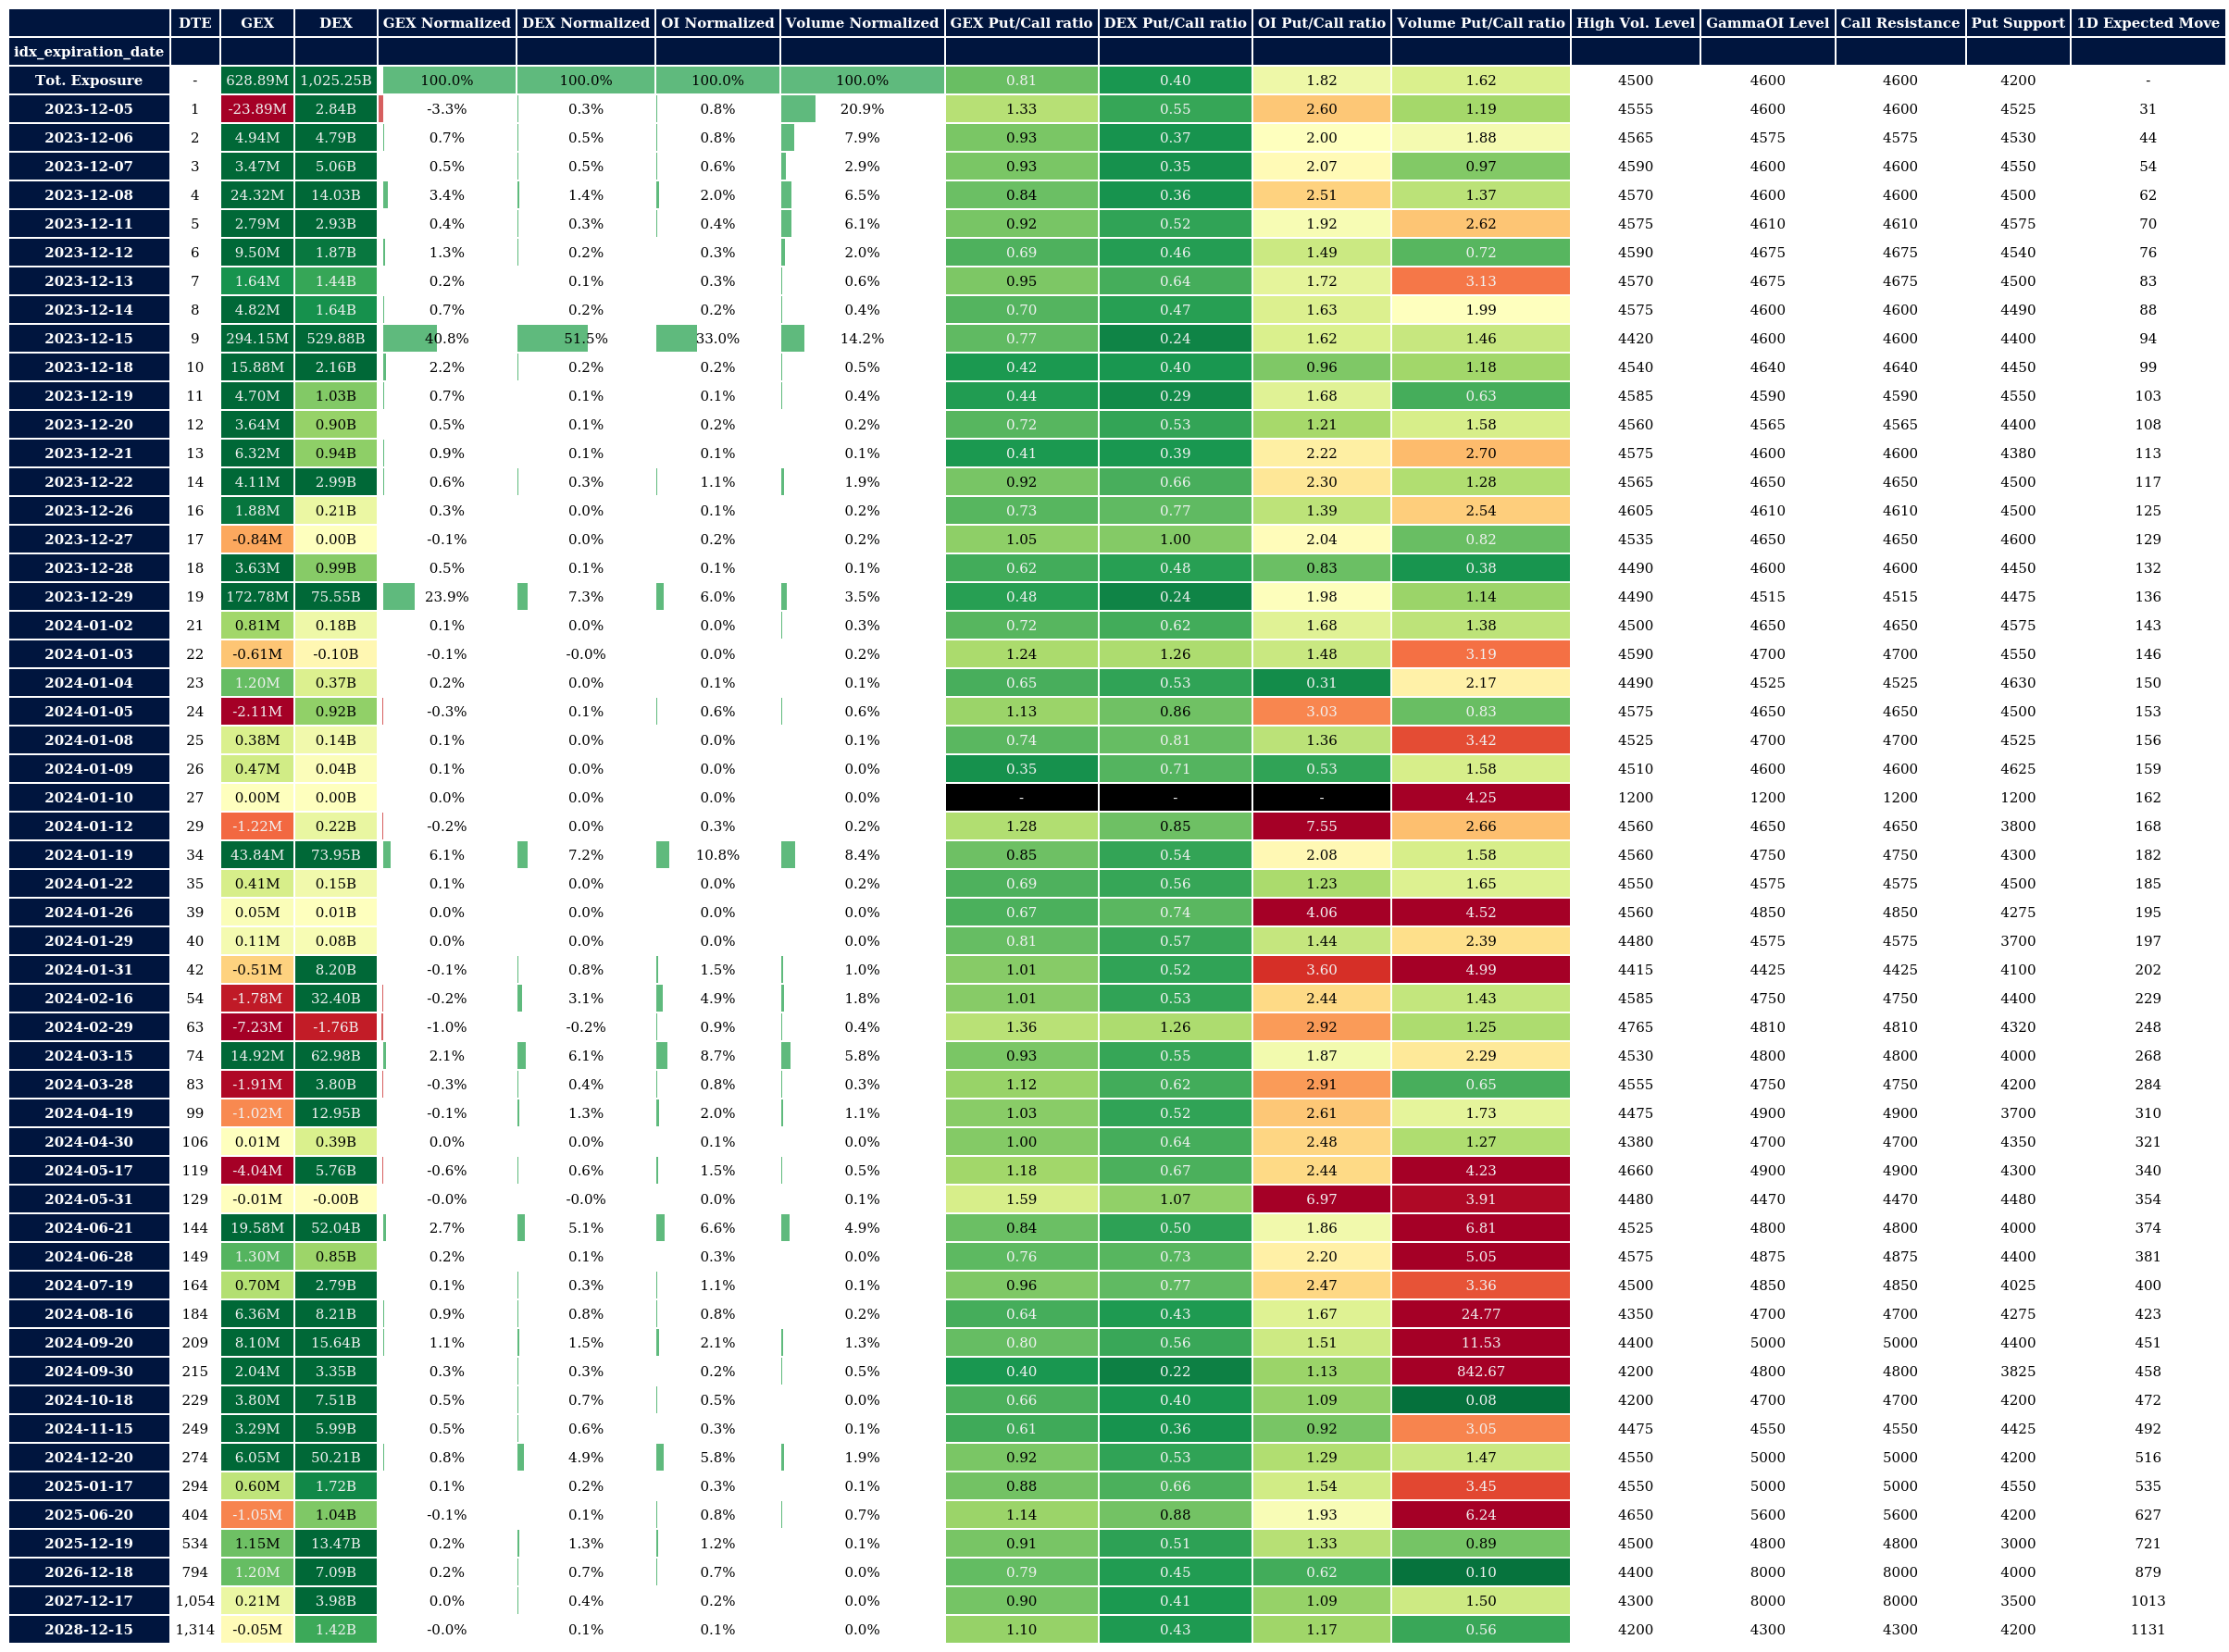 DTE GEX DEX GEX Normalized DEX Normalized OI Normalized Volume Normalized GEX Put/Call ratio DEX Put/Call ratio OI Put/Call ratio Volume Put/Call ratio High Vol. Level GammaOI Level Call Resistance Put Support 1D Expected Move
idx_expiration_date
Tot. Exposure - 628.89M 1,025.25B 100.0% 100.0% 100.0% 100.0% 0.81 0.40 1.82 1.62 4500 4600 4600 4200 -
2023-12-05 1 -23.89M 2.84B -3.3% 0.3% 0.8% 20.9% 1.33 0.55 2.60 1.19 4555 4600 4600 4525 31
2023-12-06 2 4.94M 4.79B 0.7% 0.5% 0.8% 7.9% 0.93 0.37 2.00 1.88 4565 4575 4575 4530 44
2023-12-07 3 3.47M 5.06B 0.5% 0.5% 0.6% 2.9% 0.93 0.35 2.07 0.97 4590 4600 4600 4550 54
2023-12-08 4 24.32M 14.03B 3.4% 1.4% 2.0% 6.5% 0.84 0.36 2.51 1.37 4570 4600 4600 4500 62
2023-12-11 5 2.79M 2.93B 0.4% 0.3% 0.4% 6.1% 0.92 0.52 1.92 2.62 4575 4610 4610 4575 70
2023-12-12 6 9.50M 1.87B 1.3% 0.2% 0.3% 2.0% 0.69 0.46 1.49 0.72 4590 4675 4675 4540 76
2023-12-13 7 1.64M 1.44B 0.2% 0.1% 0.3% 0.6% 0.95 0.64 1.72 3.13 4570 4675 4675 4500 83
2023-12-14 8 4.82M 1.64B 0.7% 0.2% 0.2% 0.4% 0.70 0.47 1.63 1.99 4575 4600 4600 4490 88
2023-12-15 9 294.15M 529.88B 40.8% 51.5% 33.0% 14.2% 0.77 0.24 1.62 1.46 4420 4600 4600 4400 94
2023-12-18 10 15.88M 2.16B 2.2% 0.2% 0.2% 0.5% 0.42 0.40 0.96 1.18 4540 4640 4640 4450 99
2023-12-19 11 4.70M 1.03B 0.7% 0.1% 0.1% 0.4% 0.44 0.29 1.68 0.63 4585 4590 4590 4550 103
2023-12-20 12 3.64M 0.90B 0.5% 0.1% 0.2% 0.2% 0.72 0.53 1.21 1.58 4560 4565 4565 4400 108
2023-12-21 13 6.32M 0.94B 0.9% 0.1% 0.1% 0.1% 0.41 0.39 2.22 2.70 4575 4600 4600 4380 113
2023-12-22 14 4.11M 2.99B 0.6% 0.3% 1.1% 1.9% 0.92 0.66 2.30 1.28 4565 4650 4650 4500 117
2023-12-26 16 1.88M 0.21B 0.3% 0.0% 0.1% 0.2% 0.73 0.77 1.39 2.54 4605 4610 4610 4500 125
2023-12-27 17 -0.84M 0.00B -0.1% 0.0% 0.2% 0.2% 1.05 1.00 2.04 0.82 4535 4650 4650 4600 129
2023-12-28 18 3.63M 0.99B 0.5% 0.1% 0.1% 0.1% 0.62 0.48 0.83 0.38 4490 4600 4600 4450 132
2023-12-29 19 172.78M 75.55B 23.9% 7.3% 6.0% 3.5% 0.48 0.24 1.98 1.14 4490 4515 4515 4475 136
2024-01-02 21 0.81M 0.18B 0.1% 0.0% 0.0% 0.3% 0.72 0.62 1.68 1.38 4500 4650 4650 4575 143
2024-01-03 22 -0.61M -0.10B -0.1% -0.0% 0.0% 0.2% 1.24 1.26 1.48 3.19 4590 4700 4700 4550 146
2024-01-04 23 1.20M 0.37B 0.2% 0.0% 0.1% 0.1% 0.65 0.53 0.31 2.17 4490 4525 4525 4630 150
2024-01-05 24 -2.11M 0.92B -0.3% 0.1% 0.6% 0.6% 1.13 0.86 3.03 0.83 4575 4650 4650 4500 153
2024-01-08 25 0.38M 0.14B 0.1% 0.0% 0.0% 0.1% 0.74 0.81 1.36 3.42 4525 4700 4700 4525 156
2024-01-09 26 0.47M 0.04B 0.1% 0.0% 0.0% 0.0% 0.35 0.71 0.53 1.58 4510 4600 4600 4625 159
2024-01-10 27 0.00M 0.00B 0.0% 0.0% 0.0% 0.0% - - - 4.25 1200 1200 1200 1200 162
2024-01-12 29 -1.22M 0.22B -0.2% 0.0% 0.3% 0.2% 1.28 0.85 7.55 2.66 4560 4650 4650 3800 168
2024-01-19 34 43.84M 73.95B 6.1% 7.2% 10.8% 8.4% 0.85 0.54 2.08 1.58 4560 4750 4750 4300 182
2024-01-22 35 0.41M 0.15B 0.1% 0.0% 0.0% 0.2% 0.69 0.56 1.23 1.65 4550 4575 4575 4500 185
2024-01-26 39 0.05M 0.01B 0.0% 0.0% 0.0% 0.0% 0.67 0.74 4.06 4.52 4560 4850 4850 4275 195
2024-01-29 40 0.11M 0.08B 0.0% 0.0% 0.0% 0.0% 0.81 0.57 1.44 2.39 4480 4575 4575 3700 197
2024-01-31 42 -0.51M 8.20B -0.1% 0.8% 1.5% 1.0% 1.01 0.52 3.60 4.99 4415 4425 4425 4100 202
2024-02-16 54 -1.78M 32.40B -0.2% 3.1% 4.9% 1.8% 1.01 0.53 2.44 1.43 4585 4750 4750 4400 229
2024-02-29 63 -7.23M -1.76B -1.0% -0.2% 0.9% 0.4% 1.36 1.26 2.92 1.25 4765 4810 4810 4320 248
2024-03-15 74 14.92M 62.98B 2.1% 6.1% 8.7% 5.8% 0.93 0.55 1.87 2.29 4530 4800 4800 4000 268
2024-03-28 83 -1.91M 3.80B -0.3% 0.4% 0.8% 0.3% 1.12 0.62 2.91 0.65 4555 4750 4750 4200 284
2024-04-19 99 -1.02M 12.95B -0.1% 1.3% 2.0% 1.1% 1.03 0.52 2.61 1.73 4475 4900 4900 3700 310
2024-04-30 106 0.01M 0.39B 0.0% 0.0% 0.1% 0.0% 1.00 0.64 2.48 1.27 4380 4700 4700 4350 321
2024-05-17 119 -4.04M 5.76B -0.6% 0.6% 1.5% 0.5% 1.18 0.67 2.44 4.23 4660 4900 4900 4300 340
2024-05-31 129 -0.01M -0.00B -0.0% -0.0% 0.0% 0.1% 1.59 1.07 6.97 3.91 4480 4470 4470 4480 354
2024-06-21 144 19.58M 52.04B 2.7% 5.1% 6.6% 4.9% 0.84 0.50 1.86 6.81 4525 4800 4800 4000 374
2024-06-28 149 1.30M 0.85B 0.2% 0.1% 0.3% 0.0% 0.76 0.73 2.20 5.05 4575 4875 4875 4400 381
2024-07-19 164 0.70M 2.79B 0.1% 0.3% 1.1% 0.1% 0.96 0.77 2.47 3.36 4500 4850 4850 4025 400
2024-08-16 184 6.36M 8.21B 0.9% 0.8% 0.8% 0.2% 0.64 0.43 1.67 24.77 4350 4700 4700 4275 423
2024-09-20 209 8.10M 15.64B 1.1% 1.5% 2.1% 1.3% 0.80 0.56 1.51 11.53 4400 5000 5000 4400 451
2024-09-30 215 2.04M 3.35B 0.3% 0.3% 0.2% 0.5% 0.40 0.22 1.13 842.67 4200 4800 4800 3825 458
2024-10-18 229 3.80M 7.51B 0.5% 0.7% 0.5% 0.0% 0.66 0.40 1.09 0.08 4200 4700 4700 4200 472
2024-11-15 249 3.29M 5.99B 0.5% 0.6% 0.3% 0.1% 0.61 0.36 0.92 3.05 4475 4550 4550 4425 492
2024-12-20 274 6.05M 50.21B 0.8% 4.9% 5.8% 1.9% 0.92 0.53 1.29 1.47 4550 5000 5000 4200 516
2025-01-17 294 0.60M 1.72B 0.1% 0.2% 0.3% 0.1% 0.88 0.66 1.54 3.45 4550 5000 5000 4550 535
2025-06-20 404 -1.05M 1.04B -0.1% 0.1% 0.8% 0.7% 1.14 0.88 1.93 6.24 4650 5600 5600 4200 627
2025-12-19 534 1.15M 13.47B 0.2% 1.3% 1.2% 0.1% 0.91 0.51 1.33 0.89 4500 4800 4800 3000 721
2026-12-18 794 1.20M 7.09B 0.2% 0.7% 0.7% 0.0% 0.79 0.45 0.62 0.10 4400 8000 8000 4000 879
2027-12-17 1,054 0.21M 3.98B 0.0% 0.4% 0.2% 0.0% 0.90 0.41 1.09 1.50 4300 8000 8000 3500 1013
2028-12-15 1,314 -0.05M 1.42B -0.0% 0.1% 0.1% 0.0% 1.10 0.43 1.17 0.56 4200 4300 4300 4200 1131